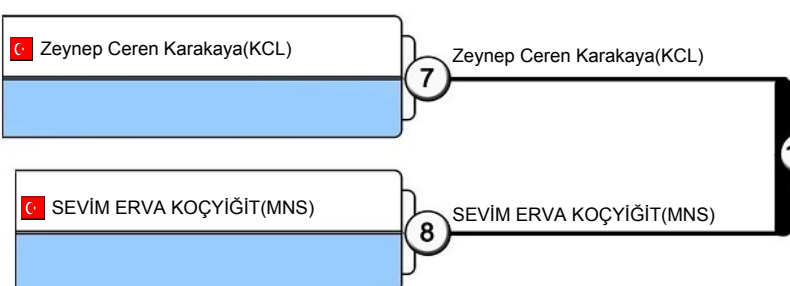 Zeynep Ceren Karakaya(KCL)
7
Zeynep Ceren Karakaya(KCL)
SEVİM ERVA KOÇYİĞİT(MNS)
8
SEVİM ERVA KOÇYİĞİT(MNS)